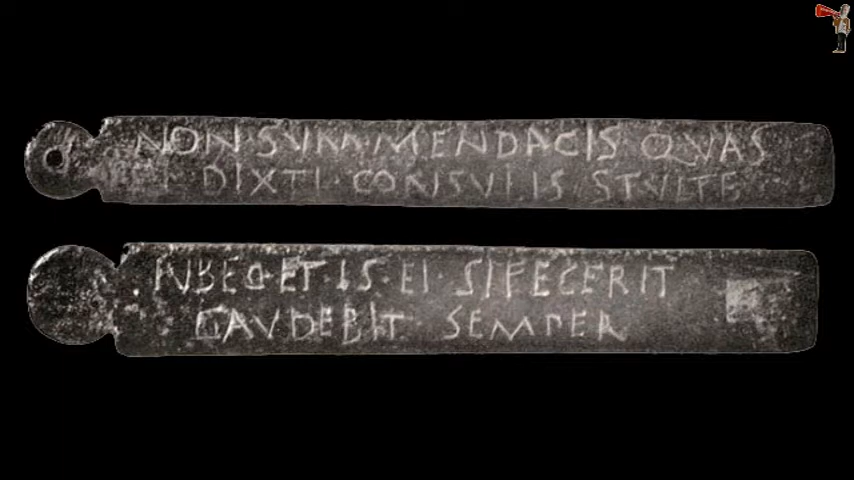 NON·SVM·MENDACIS·QVAS
DIXTI CONSVLIS STVLTE
IVBEO·ET·IS·EI·SI FECERIT
GAVDEBIT SEMPER